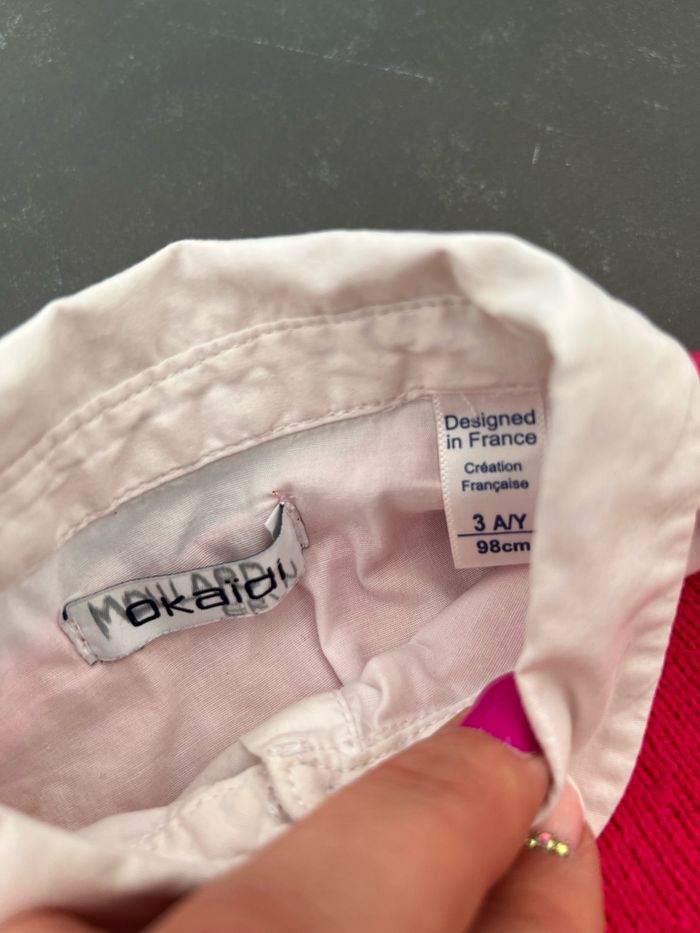 okaïdi
Designed
in France
Création
Française
3 A/Y
98cm